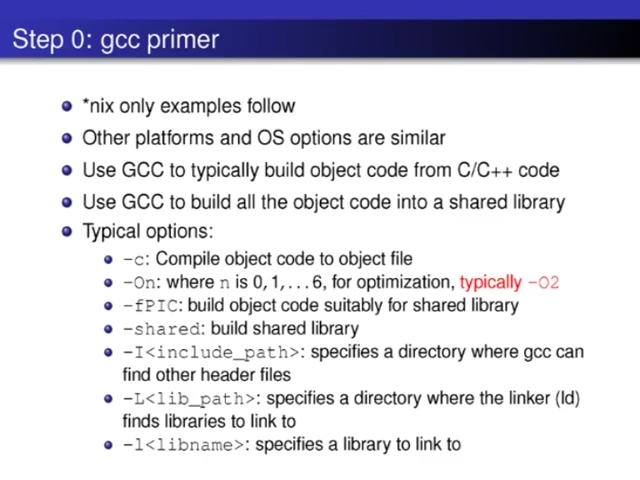 Step 0: gcc primer
*nix only examples follow
Other platforms and OS options are similar
Use GCC to typically build object code from C/C++ code
Use GCC to build all the object code into a shared library
Typical options:
-c: Compile object code to object file
-On: where n is 0,1,...6, for optimization, typically -O2
-fPIC: build object code suitably for shared library
-shared: build shared library
-I<include_path>: specifies a directory where gcc can
find other header files
-L<lib_path>: specifies a directory where the linker (ld)
finds libraries to link to
-l<libname>: specifies a library to link to